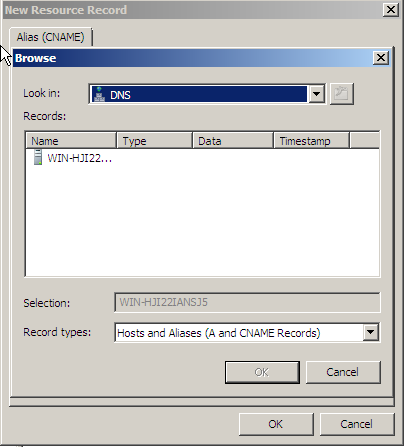 New Resource Record
Alias (CNAME)
Browse
Look in: DNS
Records:
Name Type Data Timestamp
WIN-HJI22...
Selection: WIN-HJI22IANSJ5
Record types: Hosts and Aliases (A and CNAME Records)
OK Cancel
OK Cancel